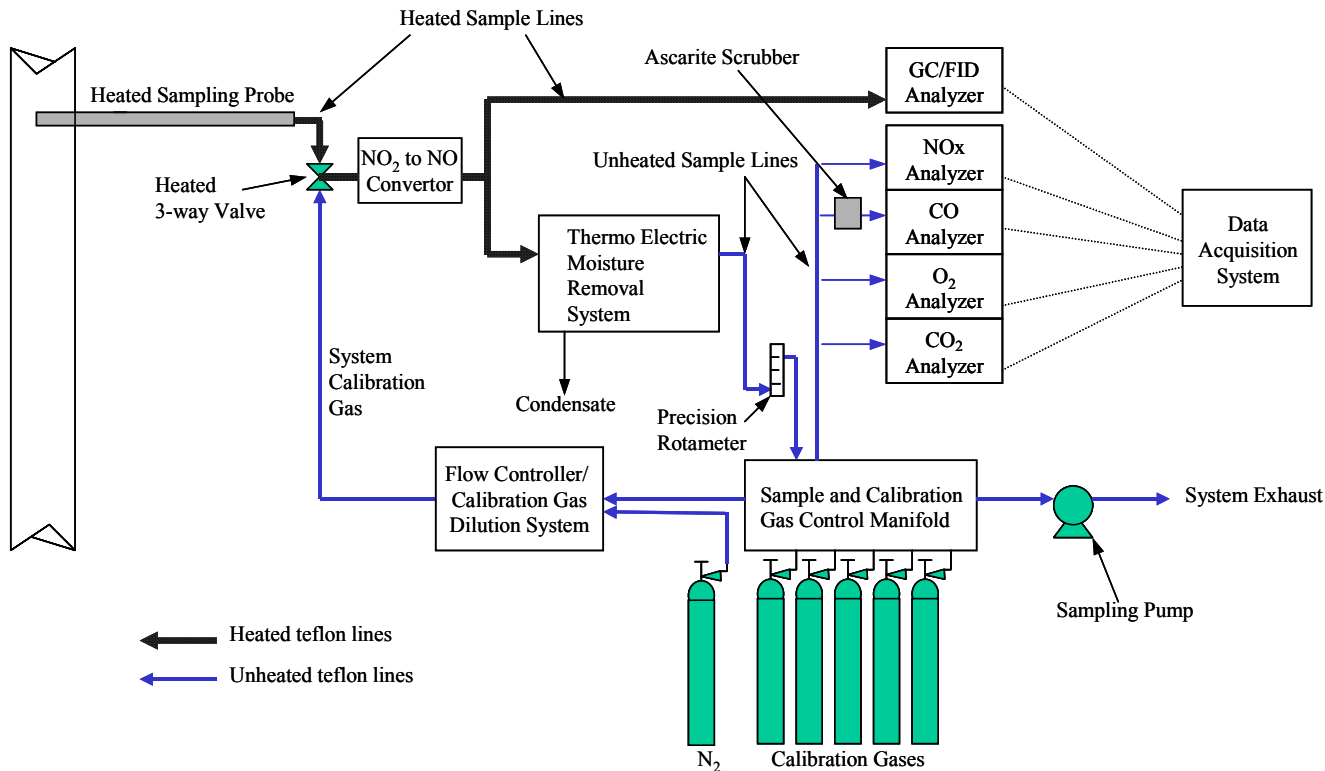 Heated Sample Lines
Ascarite Scrubber
GC/FID
Analyzer
Heated Sampling Probe
NO₂ to NO
Convertor
Unheated Sample Lines
NOx
Analyzer
Heated
3-way Valve
CO
Analyzer
Data
Acquisition
System
Thermo Electric
Moisture
Removal
System
O₂
Analyzer
CO₂
Analyzer
System
Calibration
Gas
Condensate
Precision
Rotameter
Flow Controller/
Calibration Gas
Dilution System
Sample and Calibration
Gas Control Manifold
System Exhaust
Sampling Pump
Heated teflon lines
Unheated teflon lines
N₂
Calibration Gases